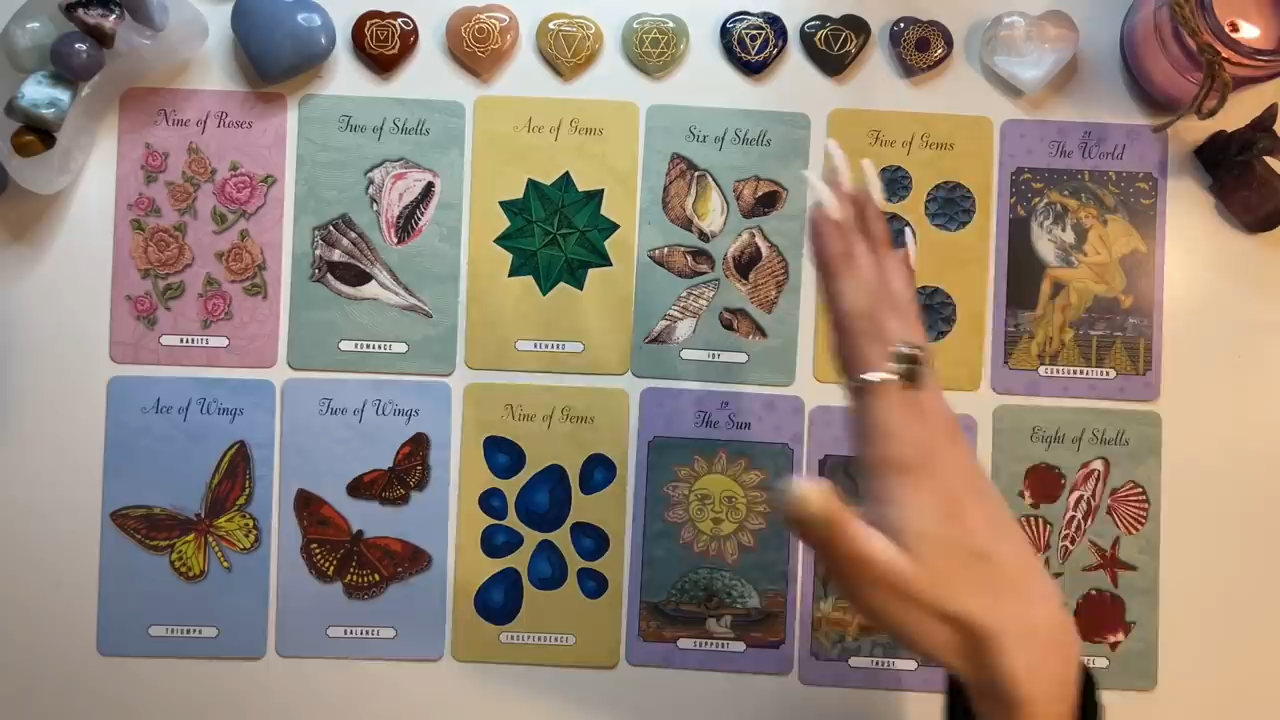 Nine of Roses
HABITS
Two of Shells
ROMANCE
Ace of Gems
REWARD
Six of Shells
JOY
Five of Gems
21
The World
CONSUMMATION
Ace of Wings
TRIUMPH
Two of Wings
BALANCE
Nine of Gems
INDEPENDENCE
19
The Sun
SUPPORT
TRUST
Eight of Shells